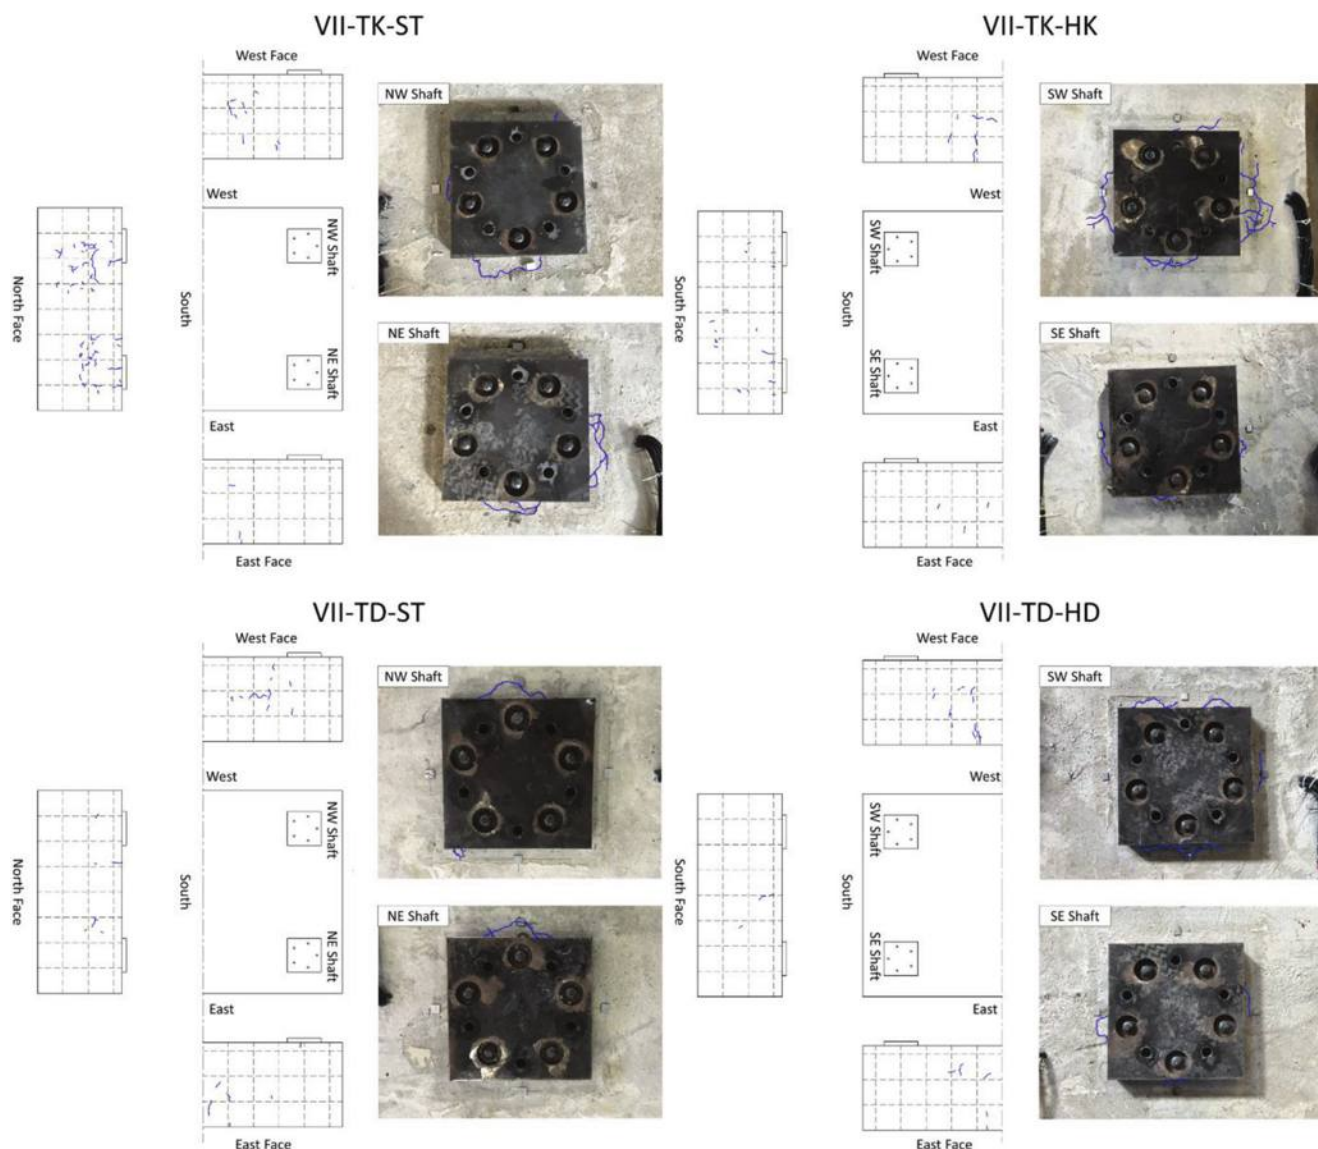 VII-TK-ST
West Face
NW Shaft
West
NW Shaft
North Face
South
NE Shaft
NE Shaft
East
East Face
VII-TK-HK
West Face
SW Shaft
West
SW Shaft
South Face
South
SE Shaft
SE Shaft
East
East Face
VII-TD-ST
West Face
NW Shaft
West
NW Shaft
North Face
South
NE Shaft
NE Shaft
East
East Face
VII-TD-HD
West Face
SW Shaft
West
SW Shaft
South Face
South
SE Shaft
SE Shaft
East
East Face